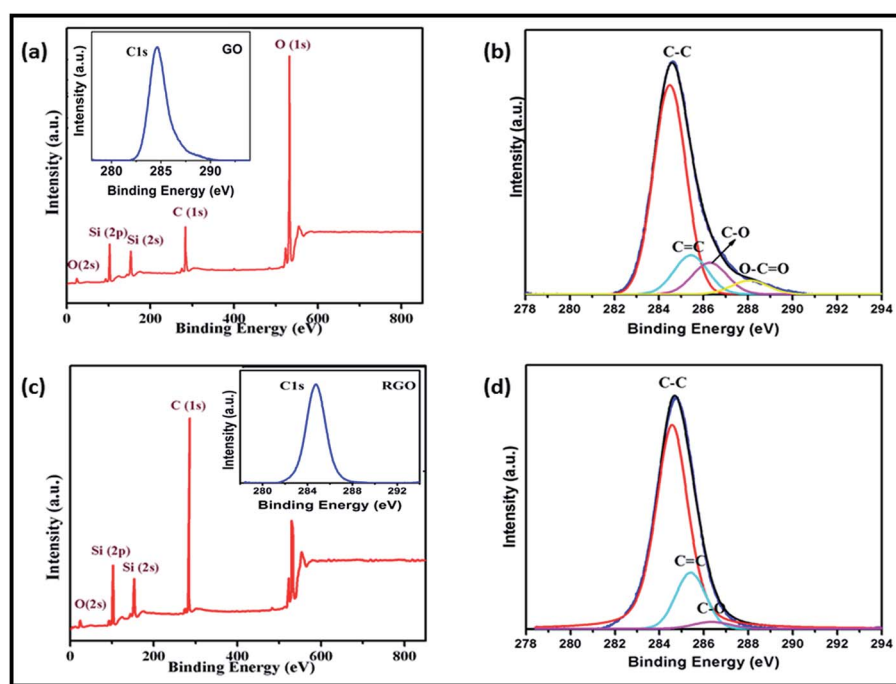 (a)
GO
C1s
Intensity (a.u.)
280 285 290
Binding Energy (eV)
O (1s)
C (1s)
Si (2p)
Si (2s)
O(2s)
Intensity (a.u.)
0 200 400 600 800
Binding Energy (eV)
(b)
C-C
C=C
C-O
O-C=O
Intensity (a.u.)
278 280 282 284 286 288 290 292 294
Binding Energy (eV)
(c)
RGO
C1s
Intensity (a.u.)
280 284 288 292
Binding Energy (eV)
C (1s)
Si (2p)
Si (2s)
O(2s)
Intensity (a.u.)
0 200 400 600 800
Binding Energy (eV)
(d)
C-C
C=C
C-O
Intensity (a.u.)
278 280 282 284 286 288 290 292 294
Binding Energy (eV)